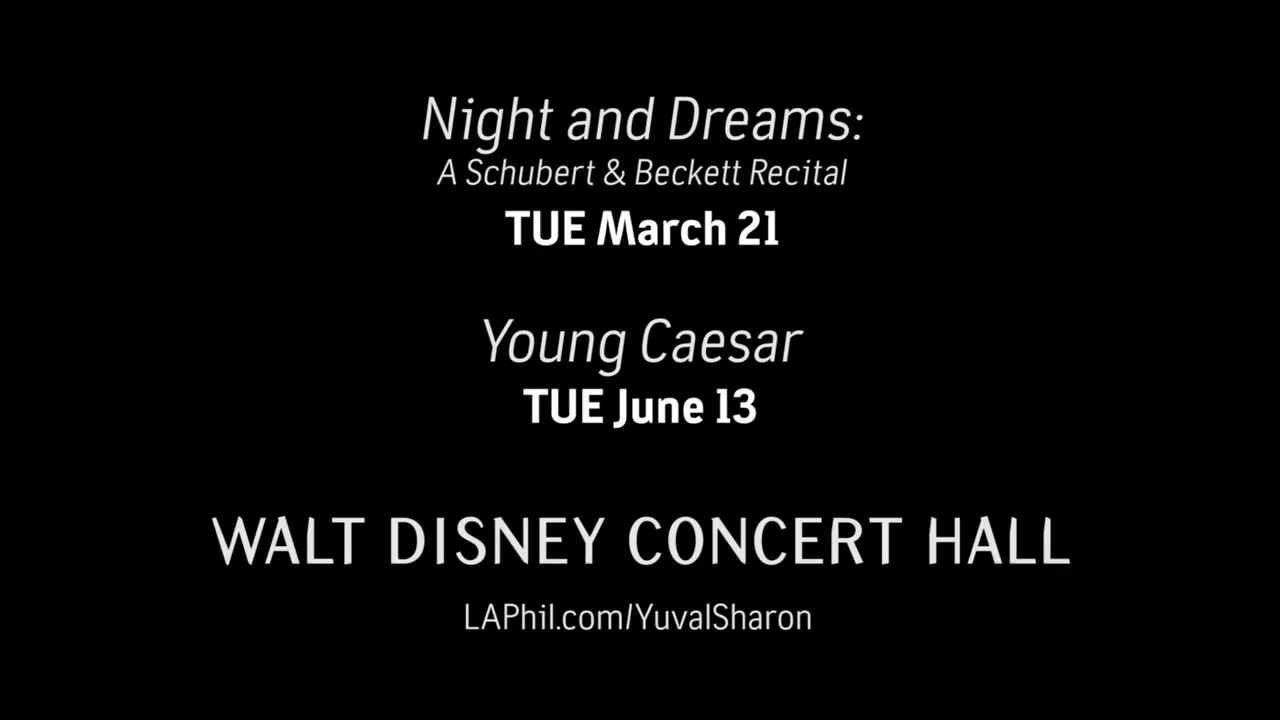 Night and Dreams:
A Schubert & Beckett Recital
TUE March 21
Young Caesar
TUE June 13
WALT DISNEY CONCERT HALL
LAPhil.com/YuvalSharon